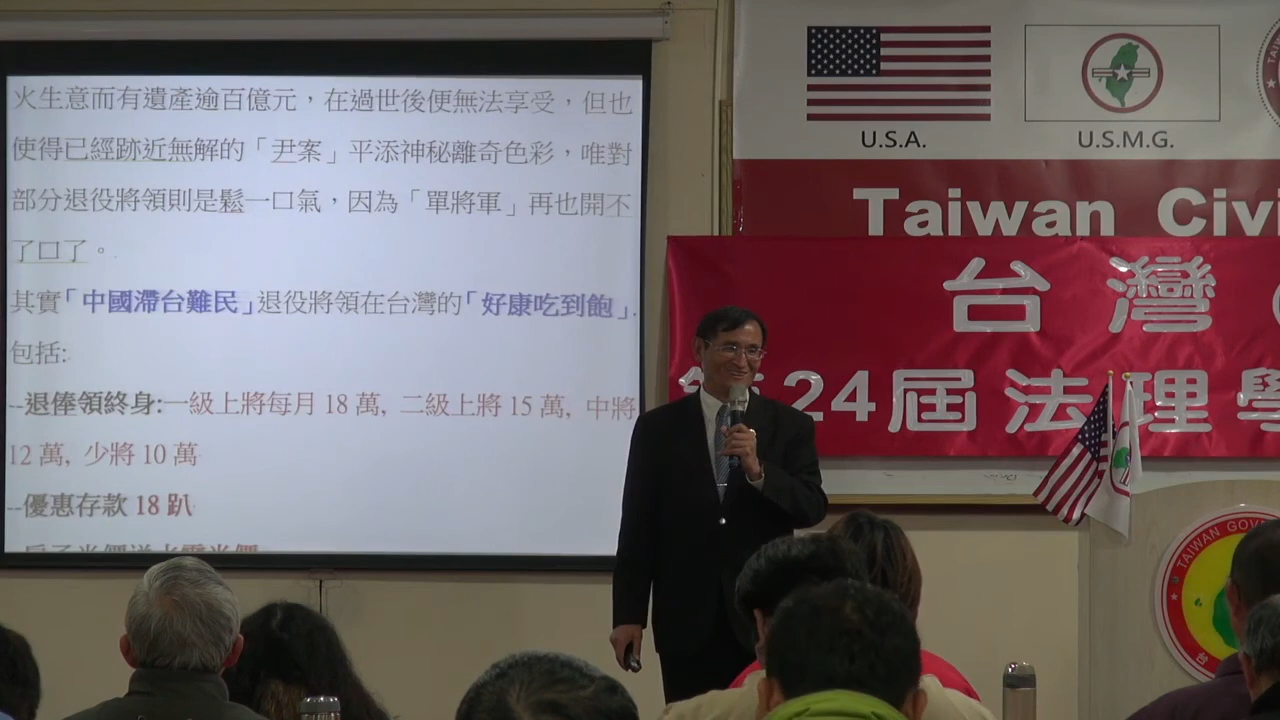 火生意而有遺產逾百億元，在過世後便無法享受，但也
使得已經跡近無解的「尹案」平添神秘離奇色彩，唯對
部分退役將領則是鬆一口氣，因為「單將軍」再也開不
了口了。
其實「中國滯台難民」退役將領在台灣的「好康吃到飽」.
包括:
--退俸領終身:一級上將每月 18 萬, 二級上將 15 萬, 中將
12 萬, 少將 10 萬
--優惠存款 18 趴
U.S.A.
U.S.M.G.
Taiwan Civi
台灣
24屆法理學
TAIWAN GOV